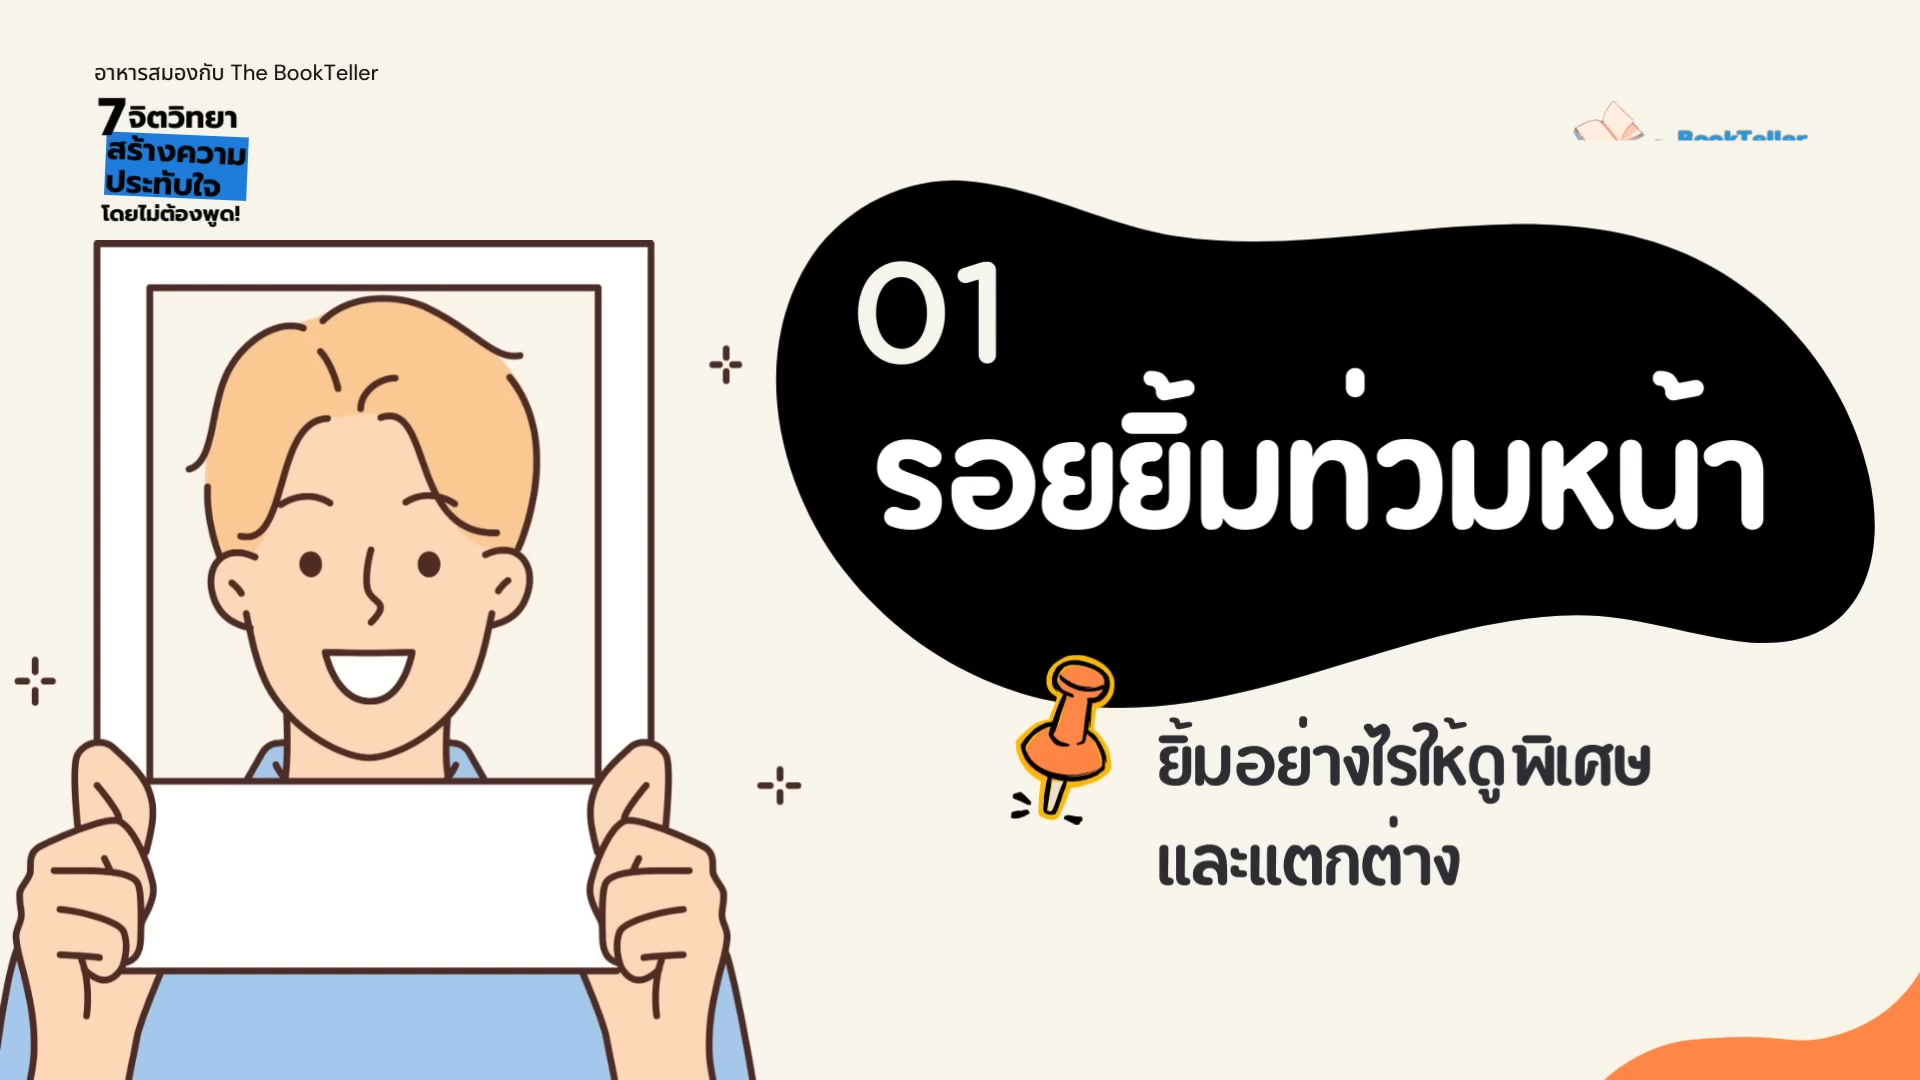 อาหารสมองกับ The BookTeller
7 จิตวิทยา
สร้างความ
ประทับใจ
โดยไม่ต้องพูด!
BookTeller
01
รอยยิ้มท่วมหน้า
ยิ้มอย่างไรให้ดูพิเศษ
และแตกต่าง